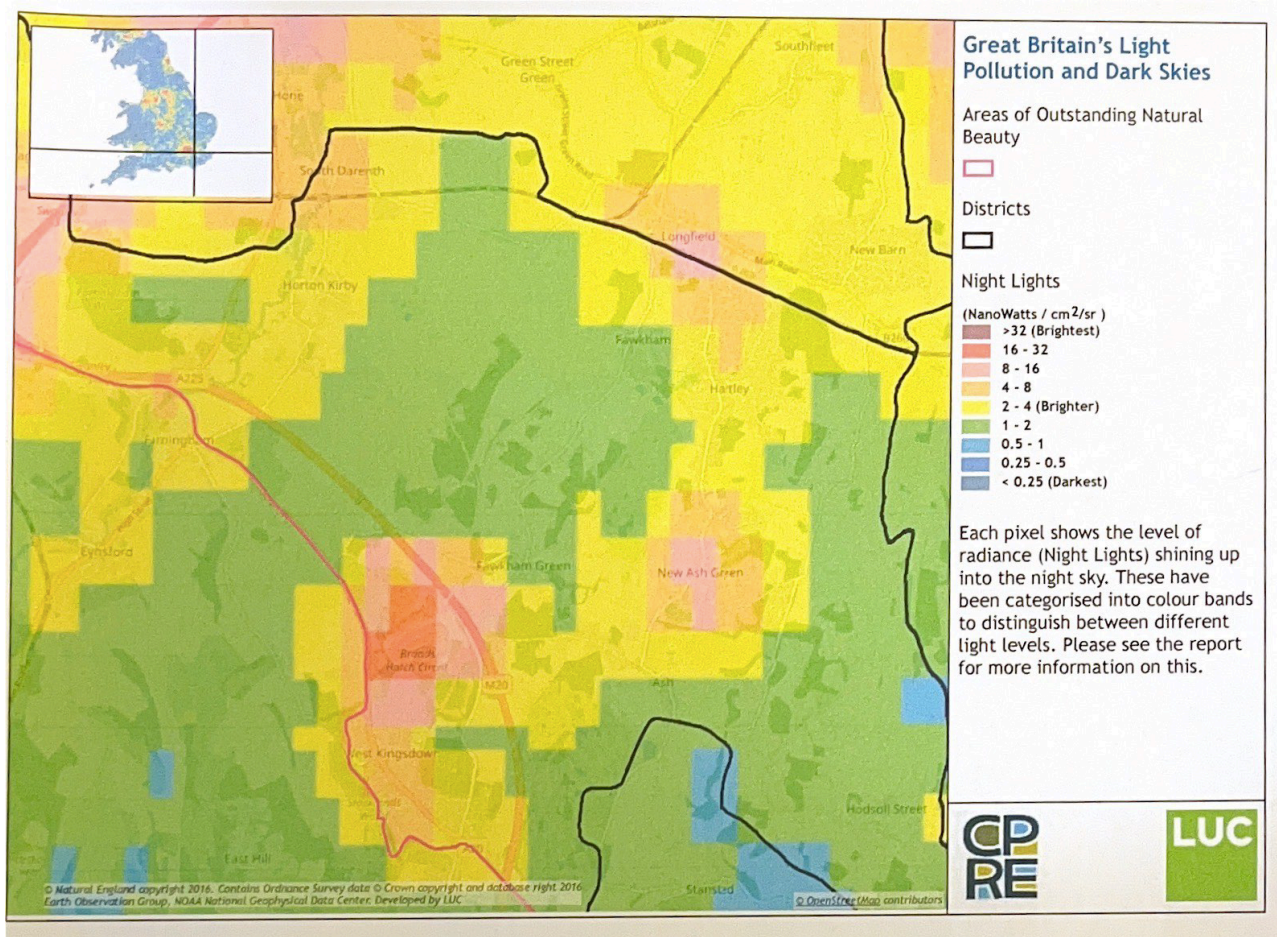 Great Britain's Light
Pollution and Dark Skies
Areas of Outstanding Natural
Beauty
Districts
Night Lights
(NanoWatts / cm2/sr )
>32 (Brightest)
16 - 32
8 - 16
4 - 8
2 - 4 (Brighter)
1 - 2
0.5 - 1
0.25 - 0.5
< 0.25 (Darkest)
Each pixel shows the level of
radiance (Night Lights) shining up
into the night sky. These have
been categorised into colour bands
to distinguish between different
light levels. Please see the report
for more information on this.
CP
RE
LUC
Southfleet
Green Street
Green
Hone
South Darenth
Longfield
Main Road
New Barn
Horton Kirby
Fawkham
Hartley
A225
Farningham
Eynsford
Fawkham Green
New Ash Green
Brands
Hatch Circuit
M20
Ash
West Kingsdown
Hodsoll Street
East Hill
Stansted
© Natural England copyright 2016. Contains Ordnance Survey data © Crown copyright and database right 2016
Earth Observation Group, NOAA National Geophysical Data Center. Developed by LUC
© OpenStreetMap contributors